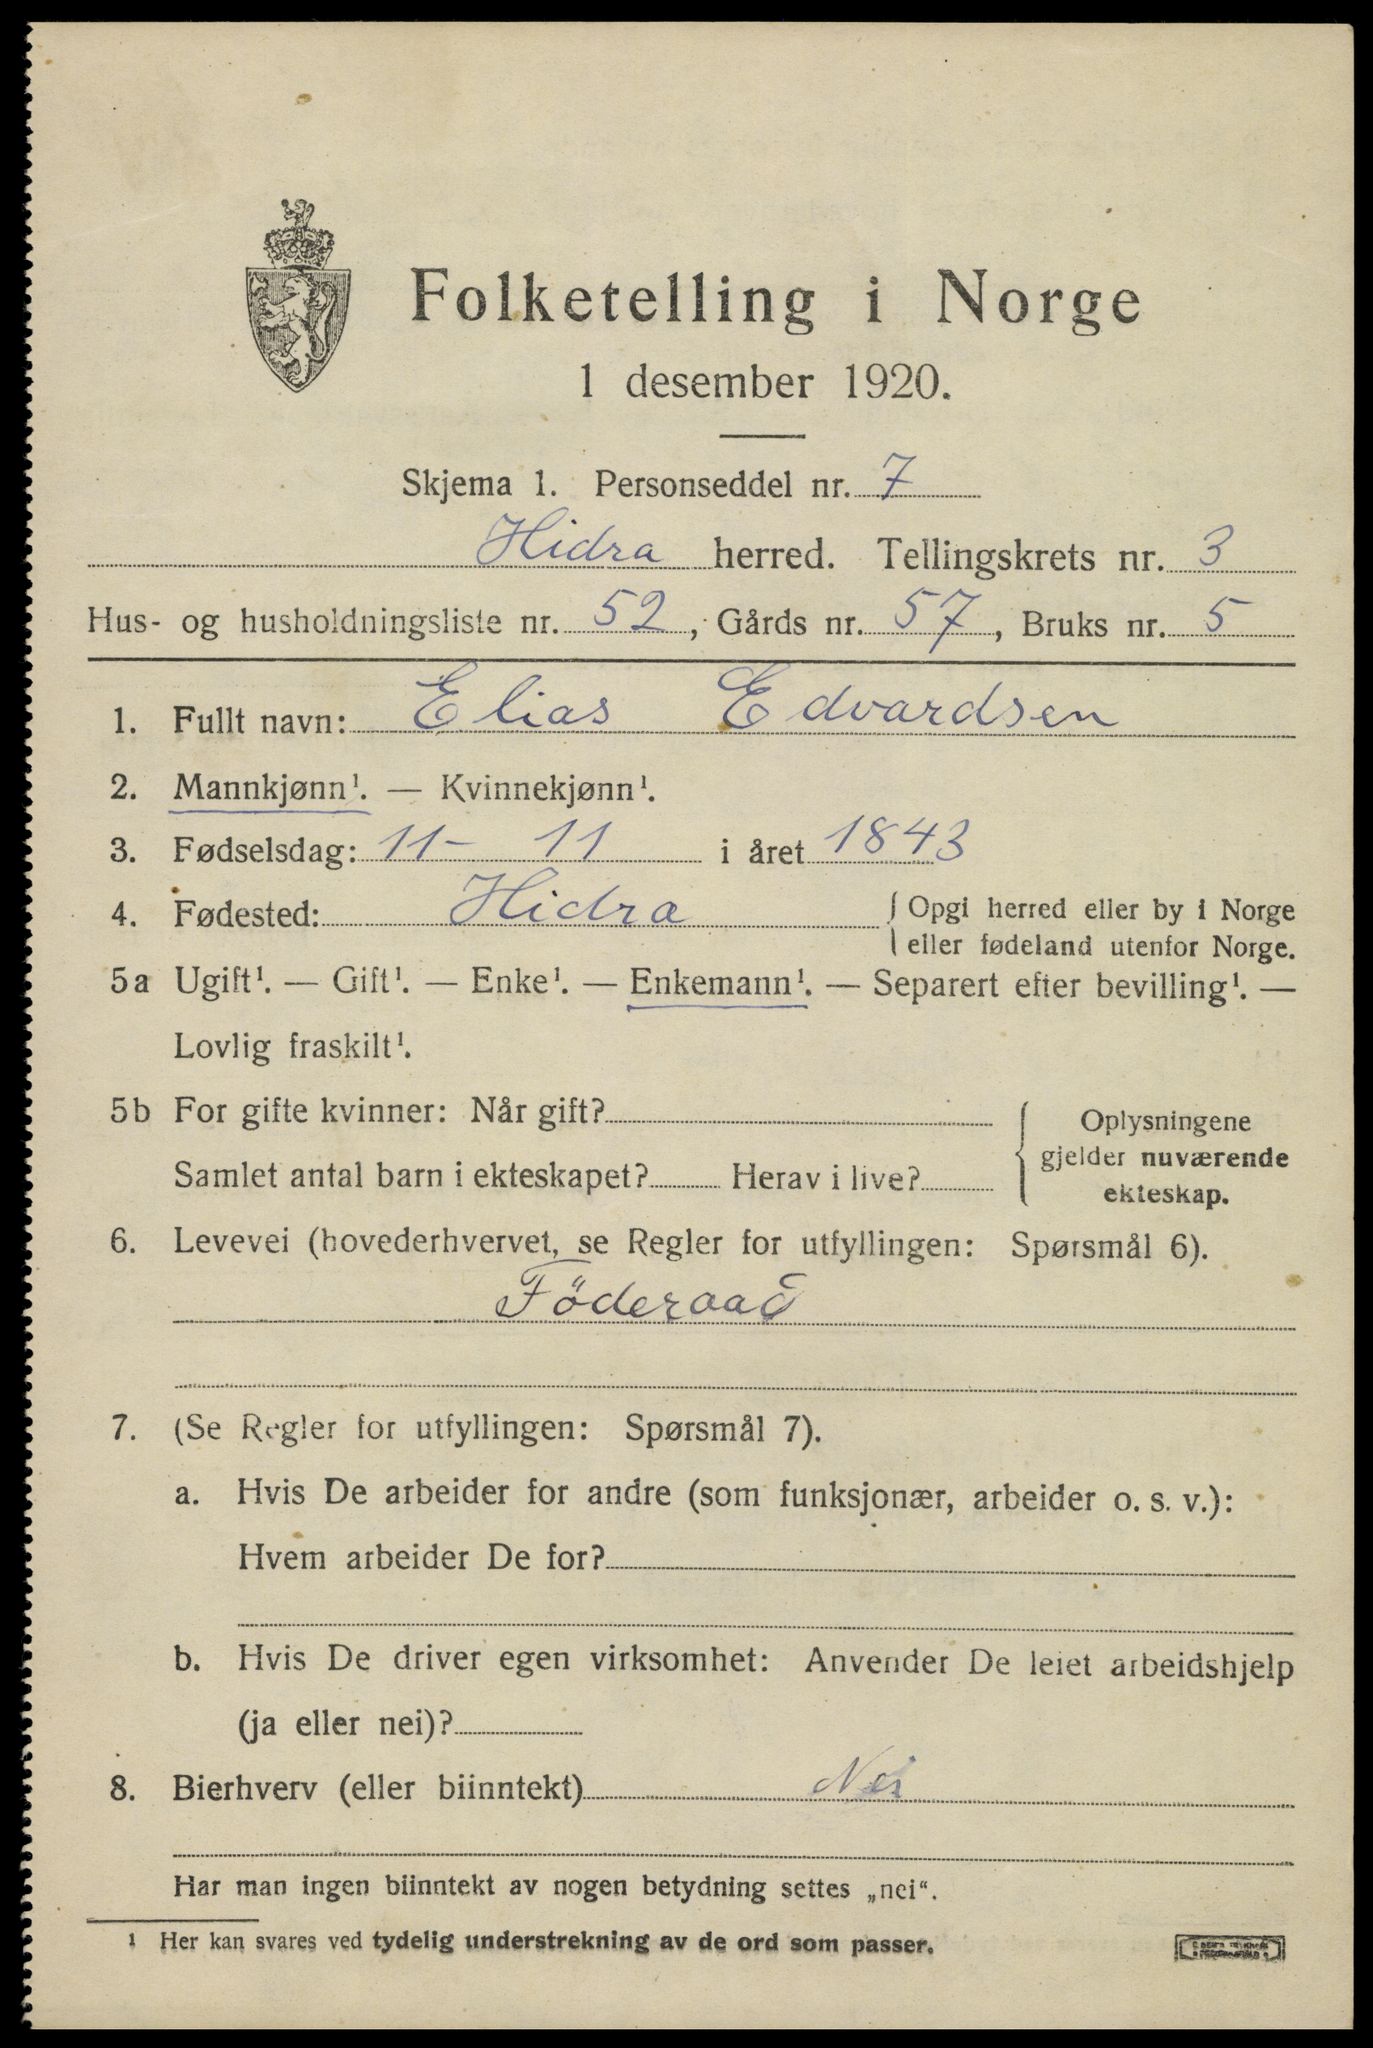 Folketelling i Norge
1 desember 1920.
Skjema 1. Personseddel nr. 7
Hidra herred. Tellingskrets nr. 3
Hus- og husholdningsliste nr. 52, Gårds nr. 57, Bruks nr. 5
1. Fullt navn: Elias Edvardsen
2. Mannkjønn¹. — Kvinnekjønn¹.
3. Fødselsdag: 11- 11 i året 1843
4. Fødested: Hidra Opgi herred eller by i Norge
eller fødeland utenfor Norge.
5a Ugift¹. — Gift¹. — Enke¹. — Enkemann¹. — Separert efter bevilling¹. —
Lovlig fraskilt¹.
5b For gifte kvinner: Når gift?
Samlet antal barn i ekteskapet? Herav i live?
Oplysningene
gjelder nuværende
ekteskap.
6. Levevei (hovederhvervet, se Regler for utfyllingen: Spørsmål 6).
Föderaad
7. (Se Regler for utfyllingen: Spørsmål 7).
a. Hvis De arbeider for andre (som funksjonær, arbeider o. s. v.):
Hvem arbeider De for?
b. Hvis De driver egen virksomhet: Anvender De leiet arbeidshjelp
(ja eller nei)?
8. Bierhverv (eller biinntekt) Nei
Har man ingen biinntekt av nogen betydning settes „nei“.
¹ Her kan svares ved tydelig understrekning av de ord som passer.